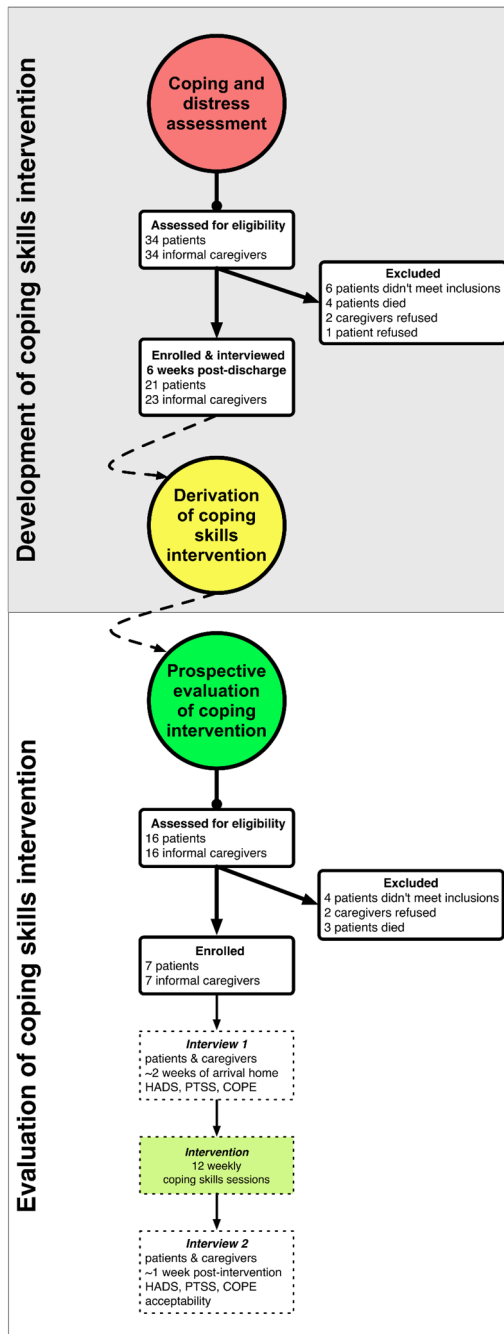 Development of coping skills intervention
Coping and
distress
assessment
Assessed for eligibility
34 patients
34 informal caregivers
Excluded
6 patients didn't meet inclusions
4 patients died
2 caregivers refused
1 patient refused
Enrolled & interviewed
6 weeks post-discharge
21 patients
23 informal caregivers
Derivation
of coping
skills
intervention
Evaluation of coping skills intervention
Prospective
evaluation
of coping
intervention
Assessed for eligibility
16 patients
16 informal caregivers
Excluded
4 patients didn't meet inclusions
2 caregivers refused
3 patients died
Enrolled
7 patients
7 informal caregivers
Interview 1
patients & caregivers
~2 weeks of arrival home
HADS, PTSS, COPE
Intervention
12 weekly
coping skills sessions
Interview 2
patients & caregivers
~1 week post-intervention
HADS, PTSS, COPE
acceptability